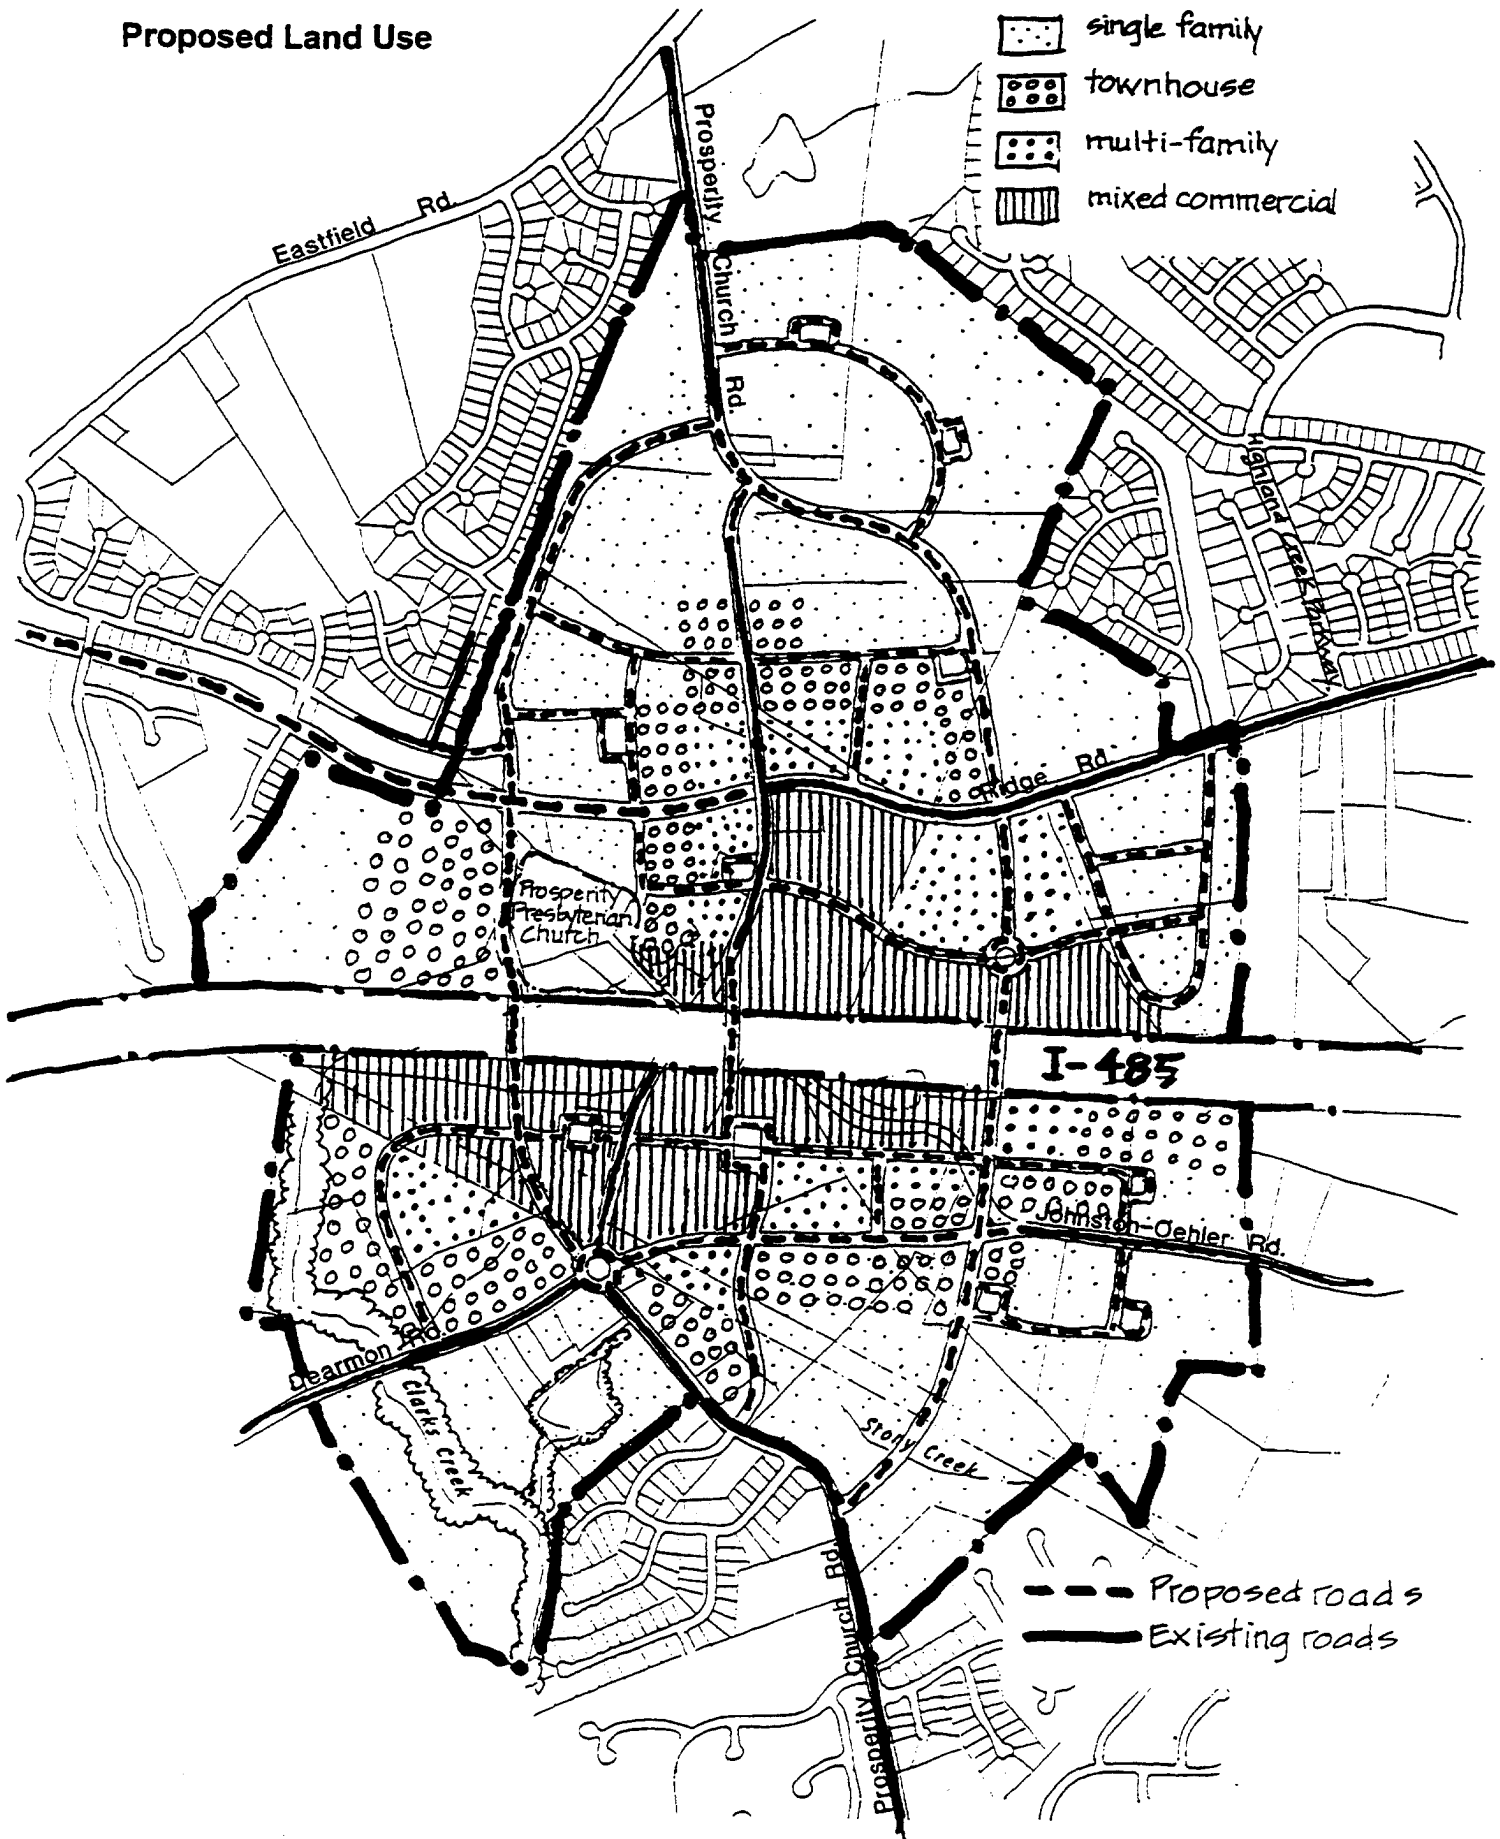 Proposed Land Use
single family
townhouse
multi-family
mixed commercial
Prosperity Church Rd.
Eastfield Rd.
Highland Creek Parkway
Ridge Rd.
Prosperity
Presbyterian
Church
I-485
Johnston-Oehler Rd.
Dearmon Rd.
Clarks Creek
Stony Creek
Proposed roads
Existing roads
Prosperity Church Rd.